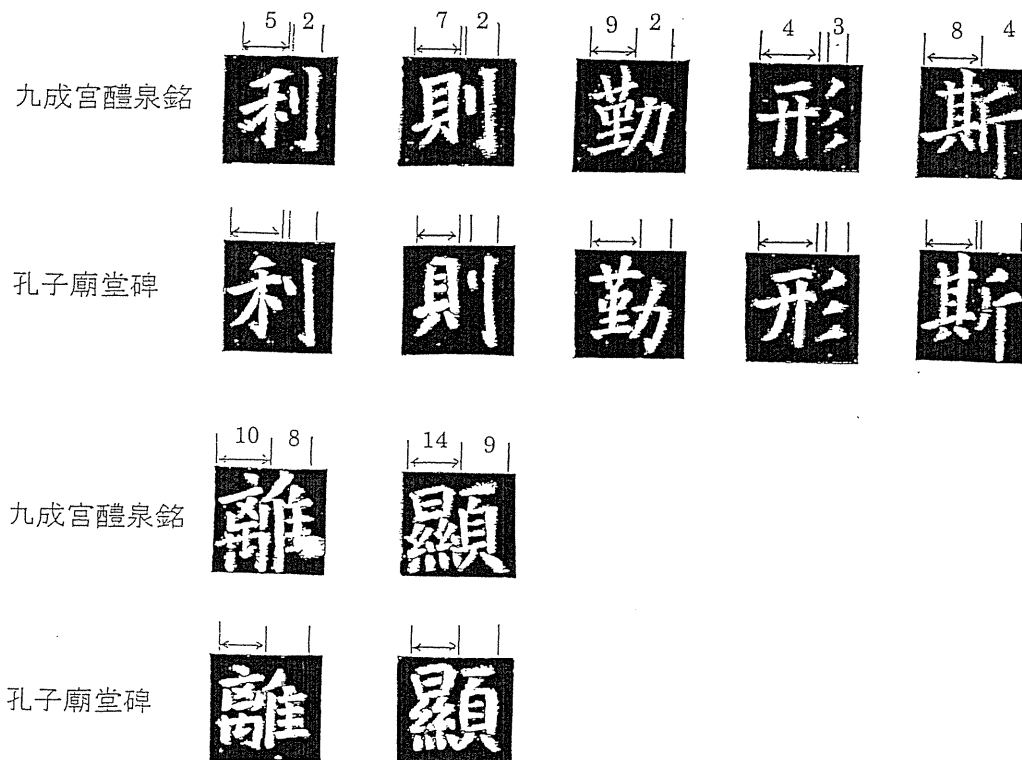 5 2 7 2 9 2 4 3 8 4
九成宮醴泉銘 利 則 勤 形 斯
孔子廟堂碑 利 則 勤 形 斯
10 8 14 9
九成宮醴泉銘 離 顯
孔子廟堂碑 離 顯